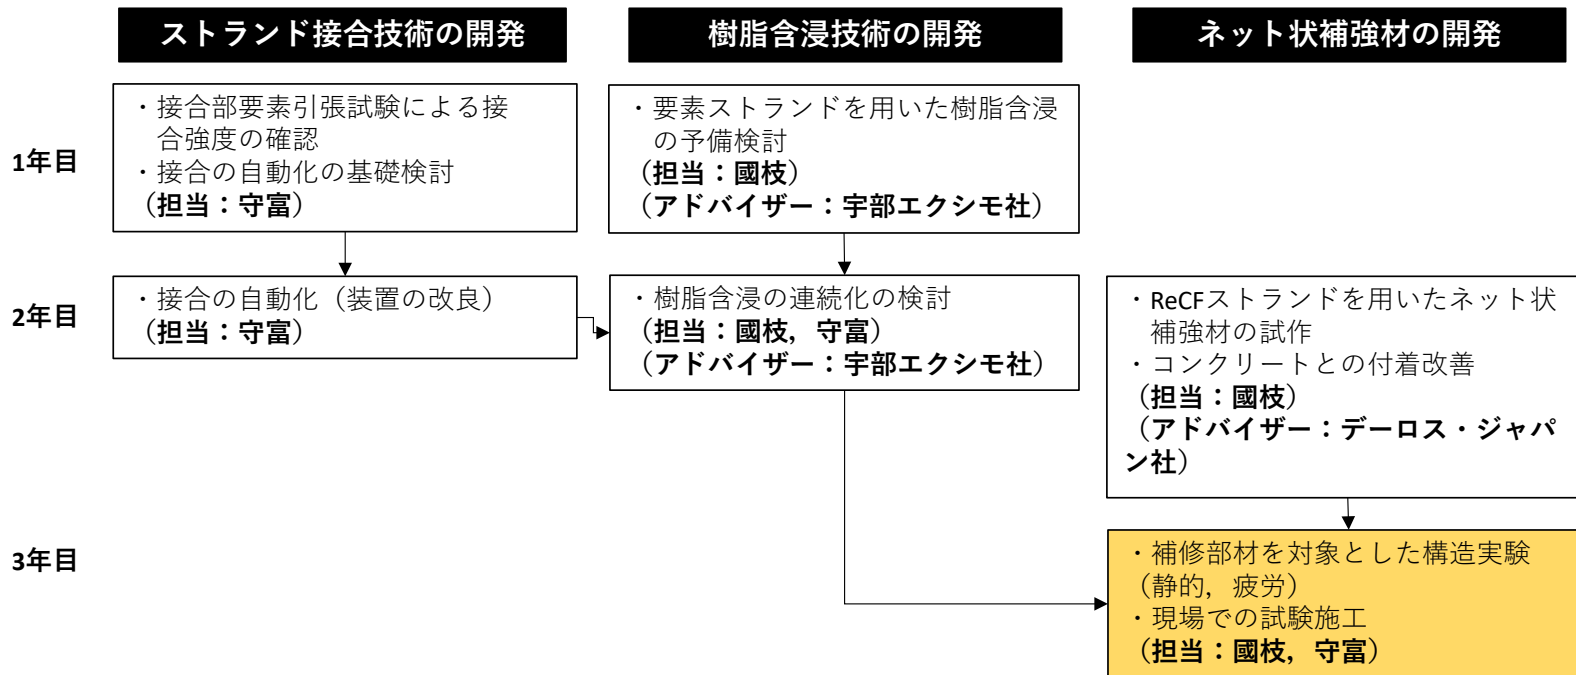 ストランド接合技術の開発
樹脂含浸技術の開発
ネット状補強材の開発
1年目
・接合部要素引張試験による接
合強度の確認
・接合の自動化の基礎検討
（担当：守富）
・要素ストランドを用いた樹脂含浸
の予備検討
（担当：國枝）
（アドバイザー：宇部エクシモ社）
2年目
・接合の自動化（装置の改良）
（担当：守富）
・樹脂含浸の連続化の検討
（担当：國枝，守富）
（アドバイザー：宇部エクシモ社）
・ReCFストランドを用いたネット状
補強材の試作
・コンクリートとの付着改善
（担当：國枝）
（アドバイザー：デーロス・ジャパ
ン社）
3年目
・補修部材を対象とした構造実験
（静的，疲労）
・現場での試験施工
（担当：國枝，守富）